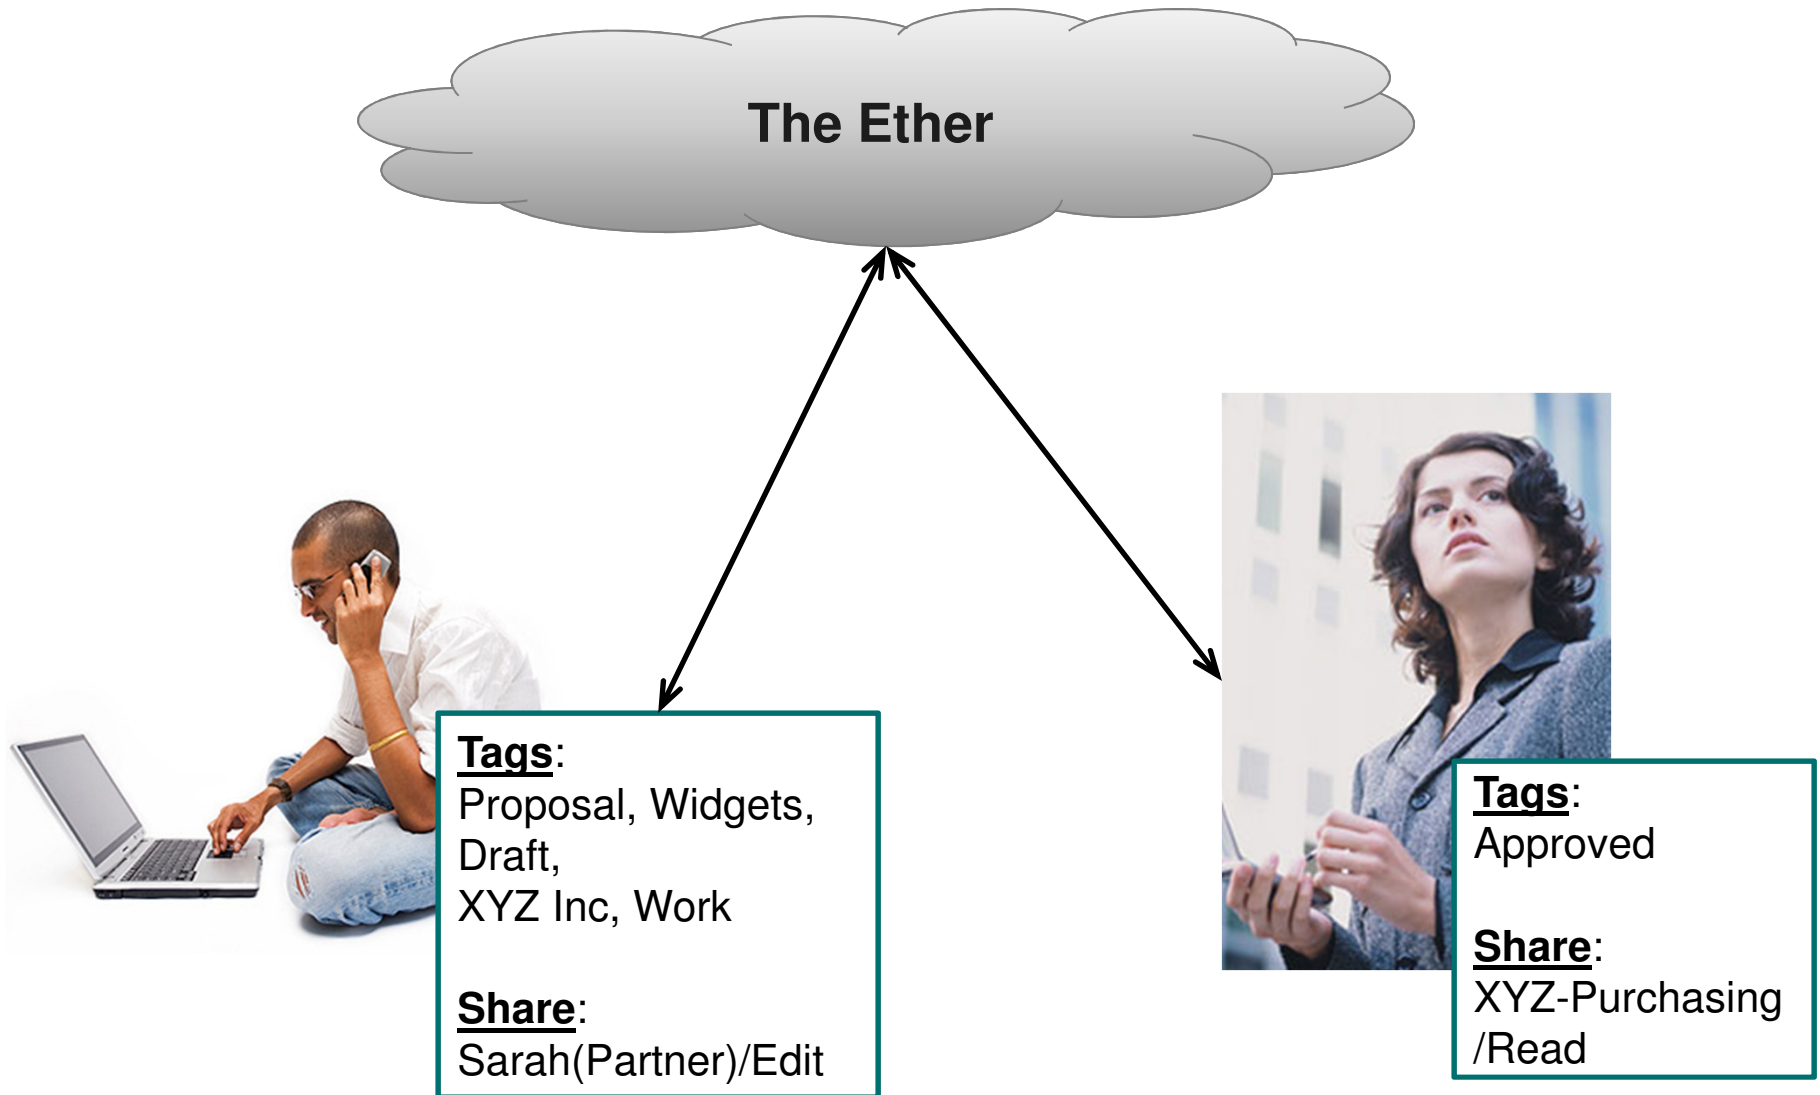 The Ether
Tags:
Proposal, Widgets,
Draft,
XYZ Inc, Work
Share:
Sarah(Partner)/Edit
Tags:
Approved
Share:
XYZ-Purchasing
/Read